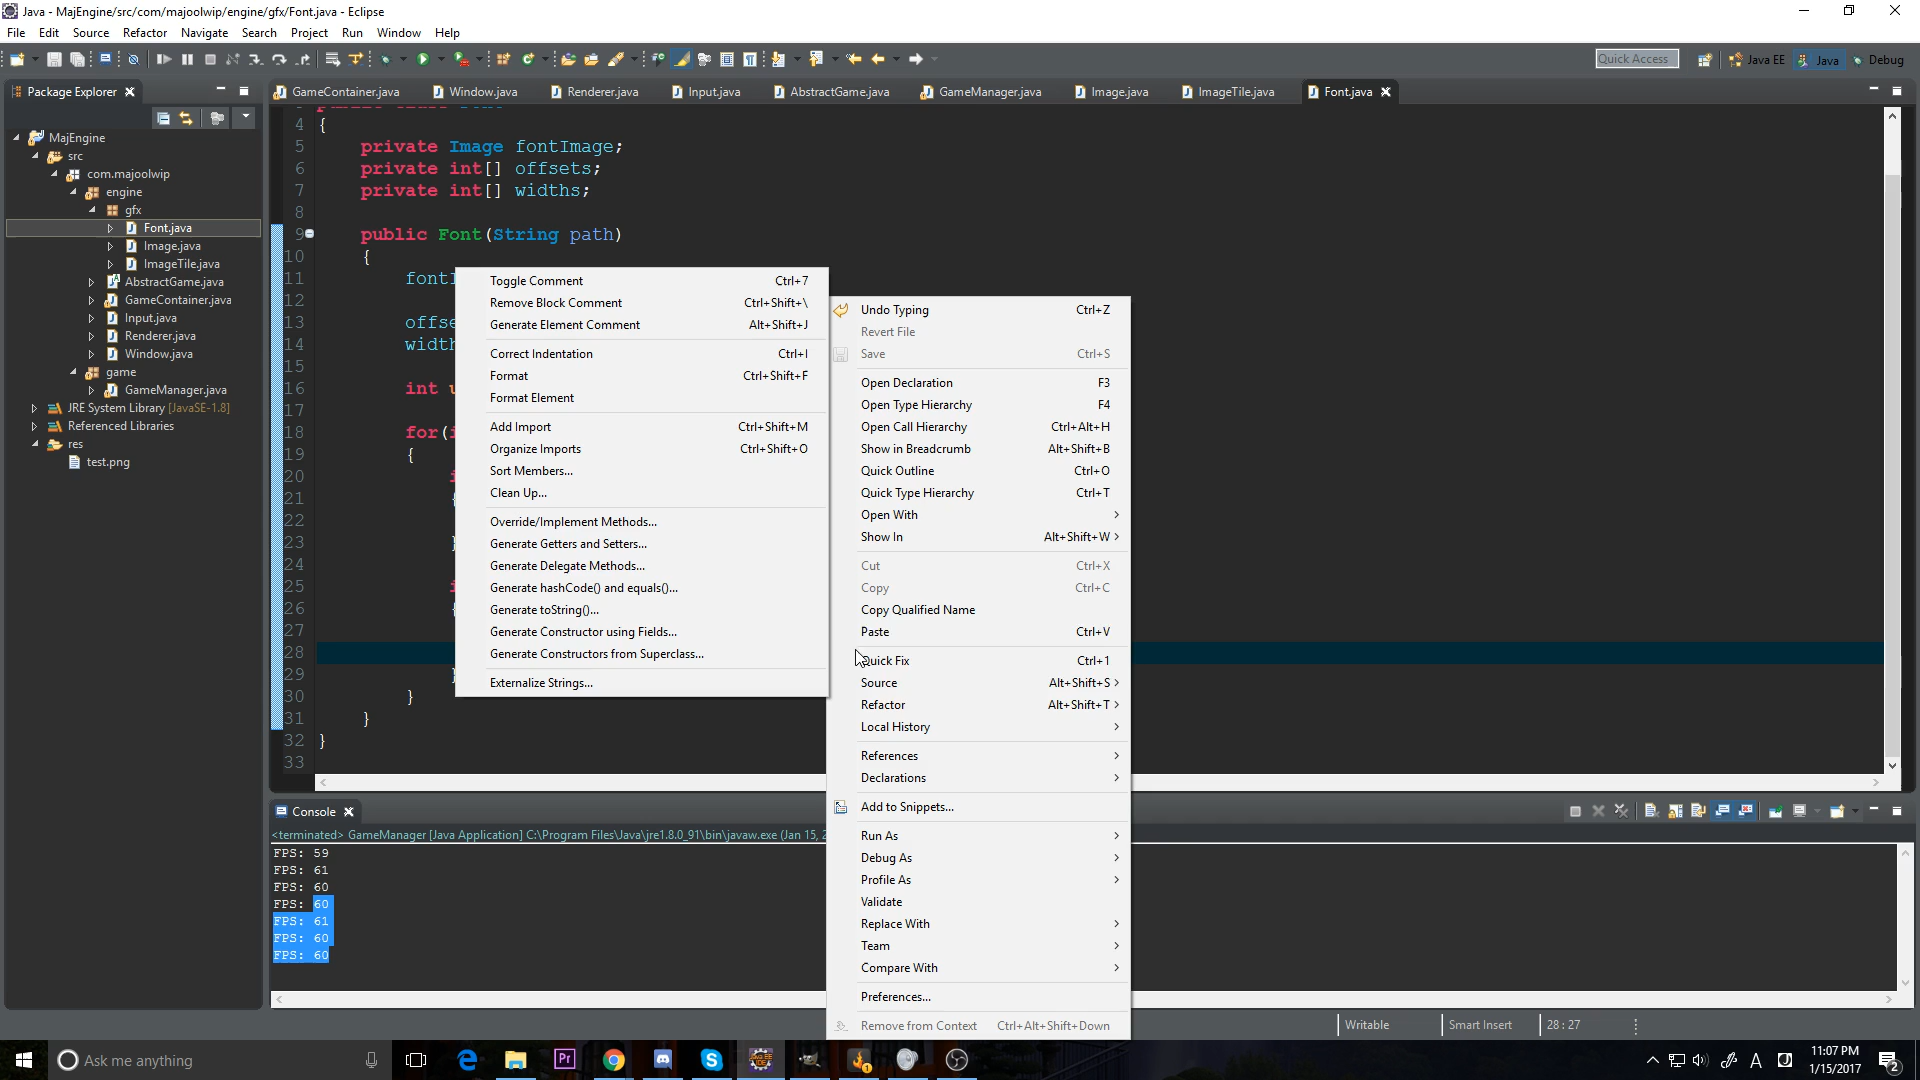 Java - MajEngine/src/com/majoolwip/engine/gfx/Font.java - Eclipse
File Edit Source Refactor Navigate Search Project Run Window Help
Quick Access
Java EE
Java
Debug
Package Explorer
MajEngine
src
com.majoolwip
engine
gfx
Font.java
Image.java
ImageTile.java
AbstractGame.java
GameContainer.java
Input.java
Renderer.java
Window.java
game
GameManager.java
JRE System Library [JavaSE-1.8]
Referenced Libraries
res
test.png
GameContainer.java Window.java Renderer.java Input.java AbstractGame.java GameManager.java Image.java ImageTile.java Font.java
4 {
5 private Image fontImage;
6 private int[] offsets;
7 private int[] widths;
8
9 public Font(String path)
10 {
11 font
12
13 offse
14 widt
15
16 int
17
18 for(
19 {
20
21
22
23
24
25
26
27
28
29
30 }
31 }
32 }
33
Toggle Comment Ctrl+7
Remove Block Comment Ctrl+Shift+\
Generate Element Comment Alt+Shift+J
Correct Indentation Ctrl+I
Format Ctrl+Shift+F
Format Element
Add Import Ctrl+Shift+M
Organize Imports Ctrl+Shift+O
Sort Members...
Clean Up...
Override/Implement Methods...
Generate Getters and Setters...
Generate Delegate Methods...
Generate hashCode() and equals()...
Generate toString()...
Generate Constructor using Fields...
Generate Constructors from Superclass...
Externalize Strings...
Undo Typing Ctrl+Z
Revert File
Save Ctrl+S
Open Declaration F3
Open Type Hierarchy F4
Open Call Hierarchy Ctrl+Alt+H
Show in Breadcrumb Alt+Shift+B
Quick Outline Ctrl+O
Quick Type Hierarchy Ctrl+T
Open With
Show In Alt+Shift+W
Cut Ctrl+X
Copy Ctrl+C
Copy Qualified Name
Paste Ctrl+V
Quick Fix Ctrl+1
Source Alt+Shift+S
Refactor Alt+Shift+T
Local History
References
Declarations
Add to Snippets...
Run As
Debug As
Profile As
Validate
Replace With
Team
Compare With
Preferences...
Remove from Context Ctrl+Alt+Shift+Down
Console
<terminated> GameManager [Java Application] C:\Program Files\Java\jre1.8.0_91\bin\javaw.exe (Jan 15, 2
FPS: 59
FPS: 61
FPS: 60
FPS: 60
FPS: 61
FPS: 60
FPS: 60
Writable Smart Insert 28 : 27
Ask me anything
Pr
11:07 PM
1/15/2017
2